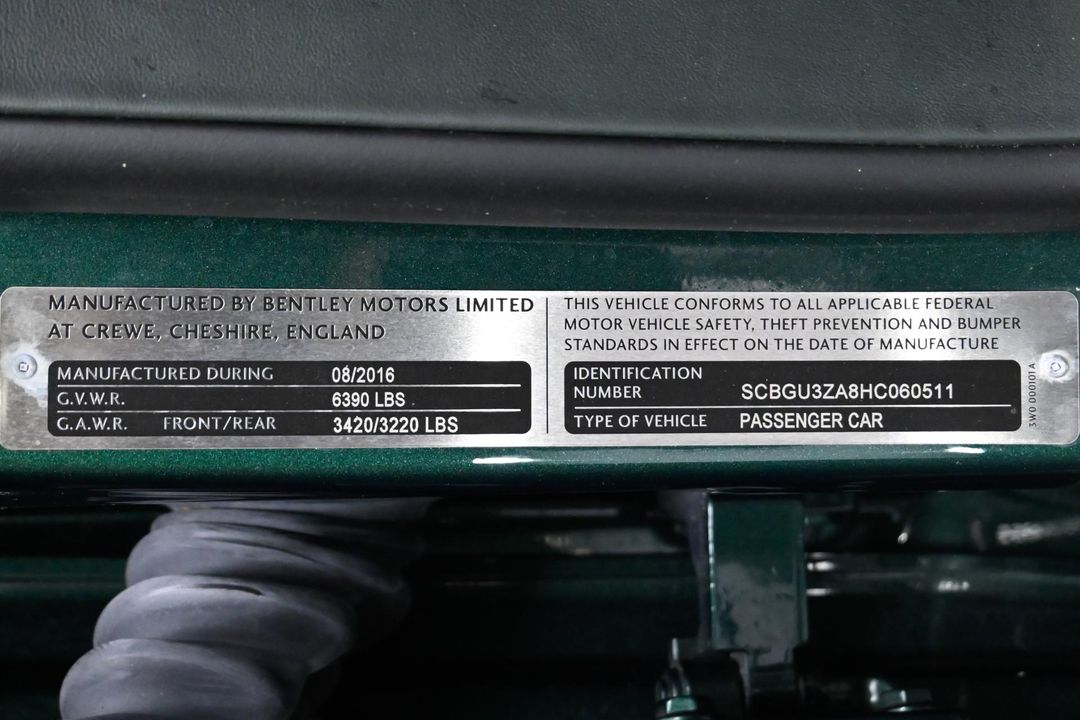 MANUFACTURED BY BENTLEY MOTORS LIMITED
AT CREWE, CHESHIRE, ENGLAND
MANUFACTURED DURING 08/2016
G.V.W.R. 6390 LBS
G.A.W.R. FRONT/REAR 3420/3220 LBS
THIS VEHICLE CONFORMS TO ALL APPLICABLE FEDERAL
MOTOR VEHICLE SAFETY, THEFT PREVENTION AND BUMPER
STANDARDS IN EFFECT ON THE DATE OF MANUFACTURE
IDENTIFICATION
NUMBER SCBGU3ZA8HC060511
TYPE OF VEHICLE PASSENGER CAR
3W0 000101A